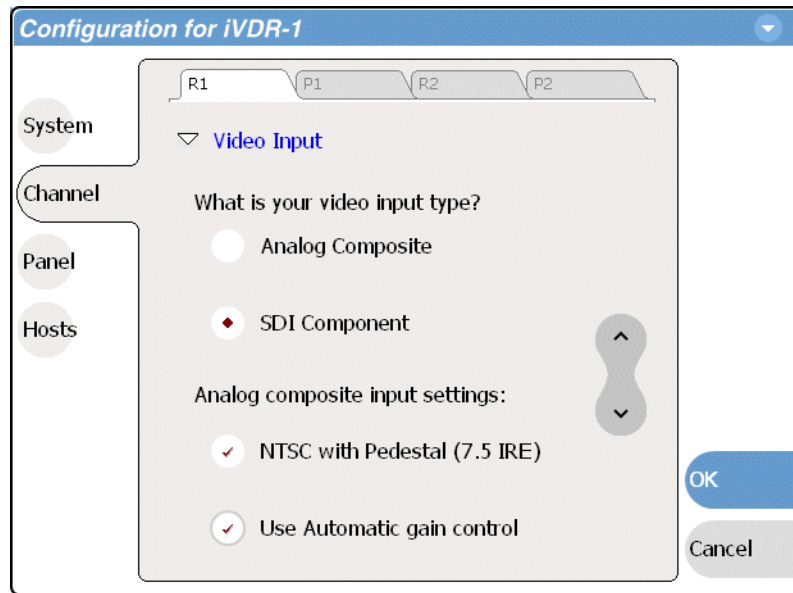 Configuration for iVDR-1
R1 P1 R2 P2
System
Channel
Panel
Hosts
Video Input
What is your video input type?
Analog Composite
SDI Component
Analog composite input settings:
NTSC with Pedestal (7.5 IRE)
Use Automatic gain control
OK
Cancel